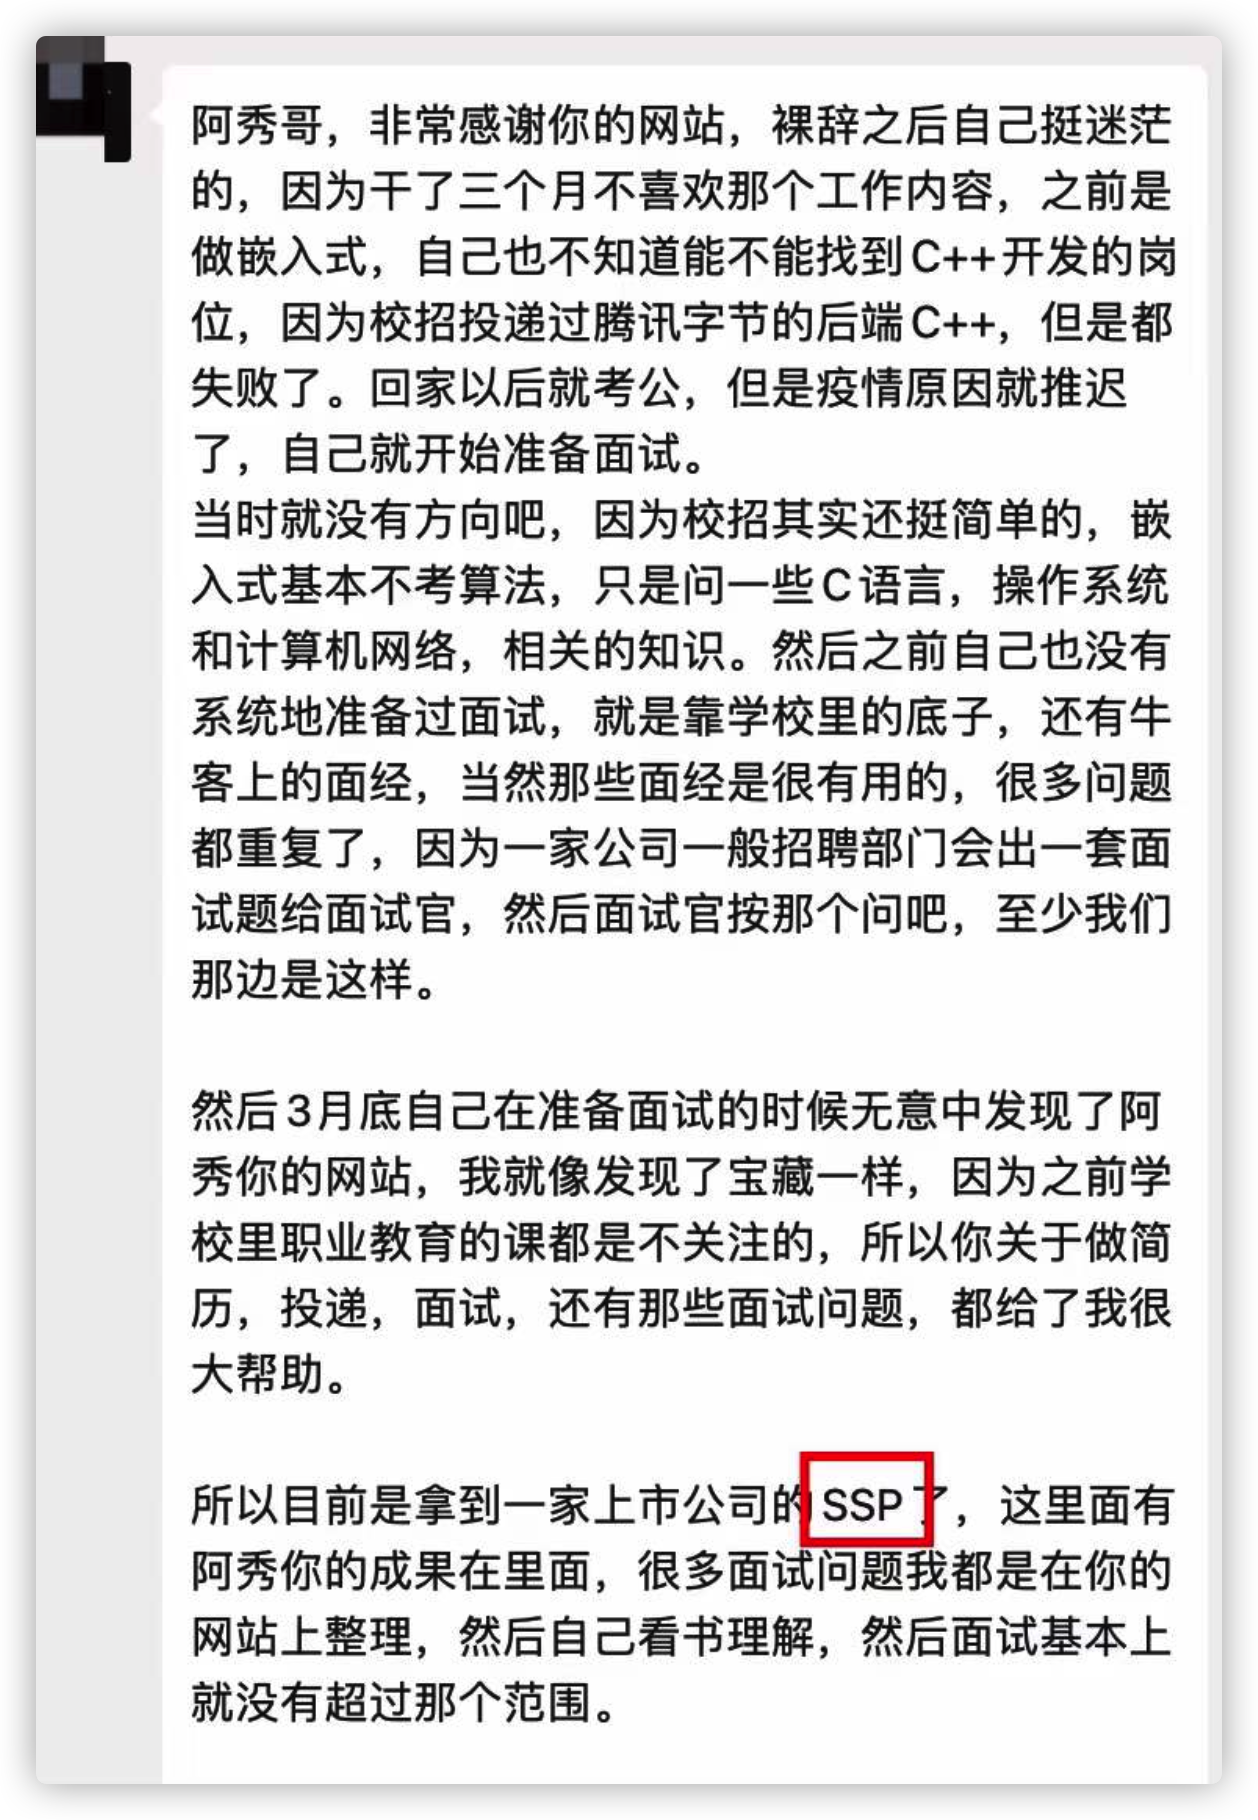 阿秀哥，非常感谢你的网站，裸辞之后自己挺迷茫
的，因为干了三个月不喜欢那个工作内容，之前是
做嵌入式，自己也不知道能不能找到C++开发的岗
位，因为校招投递过腾讯字节的后端C++，但是都
失败了。回家以后就考公，但是疫情原因就推迟
了，自己就开始准备面试。
当时就没有方向吧，因为校招其实还挺简单的，嵌
入式基本不考算法，只是问一些C语言，操作系统
和计算机网络，相关的知识。然后之前自己也没有
系统地准备过面试，就是靠学校里的底子，还有牛
客上的面经，当然那些面经是很有用的，很多问题
都重复了，因为一家公司一般招聘部门会出一套面
试题给面试官，然后面试官按那个问吧，至少我们
那边是这样。
然后3月底自己在准备面试的时候无意中发现了阿
秀你的网站，我就像发现了宝藏一样，因为之前学
校里职业教育的课都是不关注的，所以你关于做简
历，投递，面试，还有那些面试问题，都给了我很
大帮助。
所以目前是拿到一家上市公司的SSP了，这里面有
阿秀你的成果在里面，很多面试问题我都是在你的
网站上整理，然后自己看书理解，然后面试基本上
就没有超过那个范围。